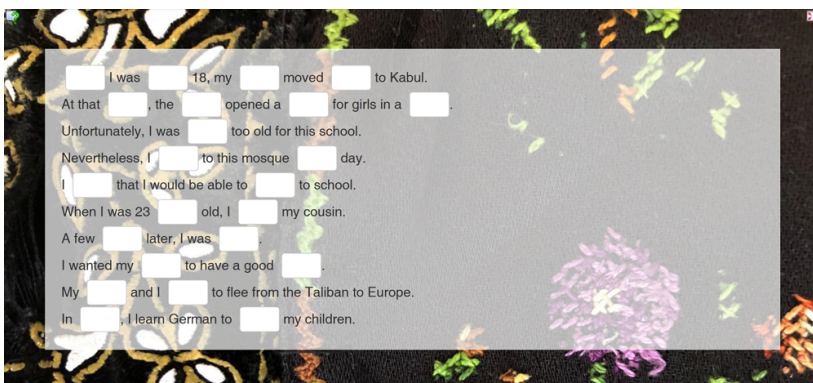 I was 18, my moved to Kabul.
At that , the opened a for girls in a .
Unfortunately, I was too old for this school.
Nevertheless, I to this mosque day.
I that I would be able to to school.
When I was 23 old, I my cousin.
A few later, I was .
I wanted my to have a good .
My and I to flee from the Taliban to Europe.
In , I learn German to my children.